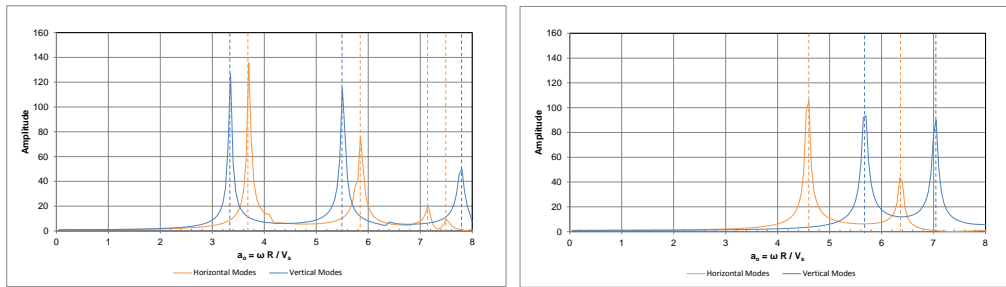 160
140
120
100
80
60
40
20
0
Amplitude
0 1 2 3 4 5 6 7 8
aₒ = ω R / Vₛ
Horizontal Modes Vertical Modes
160
140
120
100
80
60
40
20
0
Amplitude
0 1 2 3 4 5 6 7 8
aₒ = ω R / Vₛ
Horizontal Modes Vertical Modes